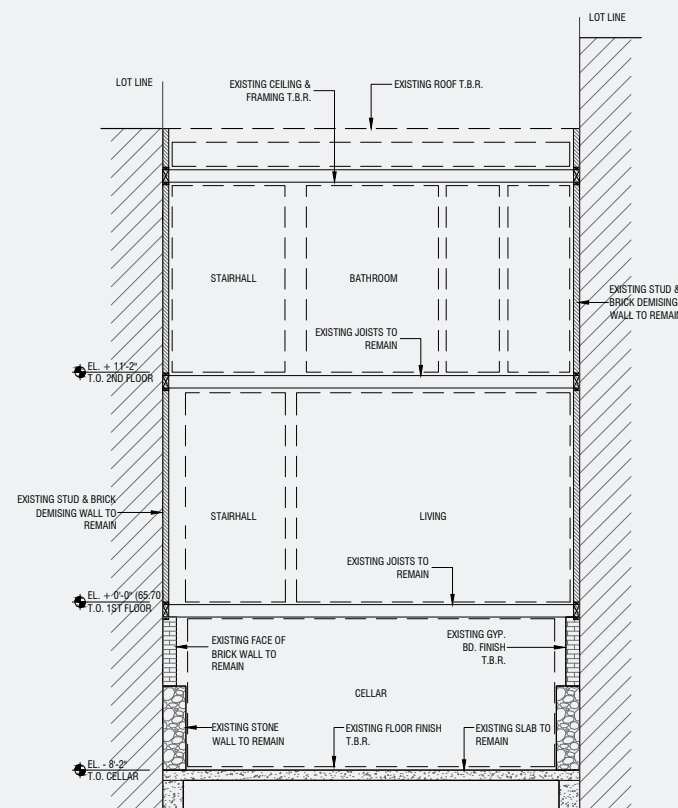 LOT LINE
LOT LINE
EXISTING CEILING &
FRAMING T.B.R.
EXISTING ROOF T.B.R.
STAIRHALL
BATHROOM
EXISTING STUD &
BRICK DEMISING
WALL TO REMAIN
EXISTING JOISTS TO
REMAIN
EL. + 11'-2"
T.O. 2ND FLOOR
EXISTING STUD & BRICK
DEMISING WALL TO
REMAIN
STAIRHALL
LIVING
EXISTING JOISTS TO
REMAIN
EL. + 0'-0" (65.70
T.O. 1ST FLOOR
EXISTING FACE OF
BRICK WALL TO
REMAIN
EXISTING GYP.
BD. FINISH
T.B.R.
CELLAR
EXISTING STONE
WALL TO REMAIN
EXISTING FLOOR FINISH
T.B.R.
EXISTING SLAB TO
REMAIN
EL. - 8'-2"
T.O. CELLAR